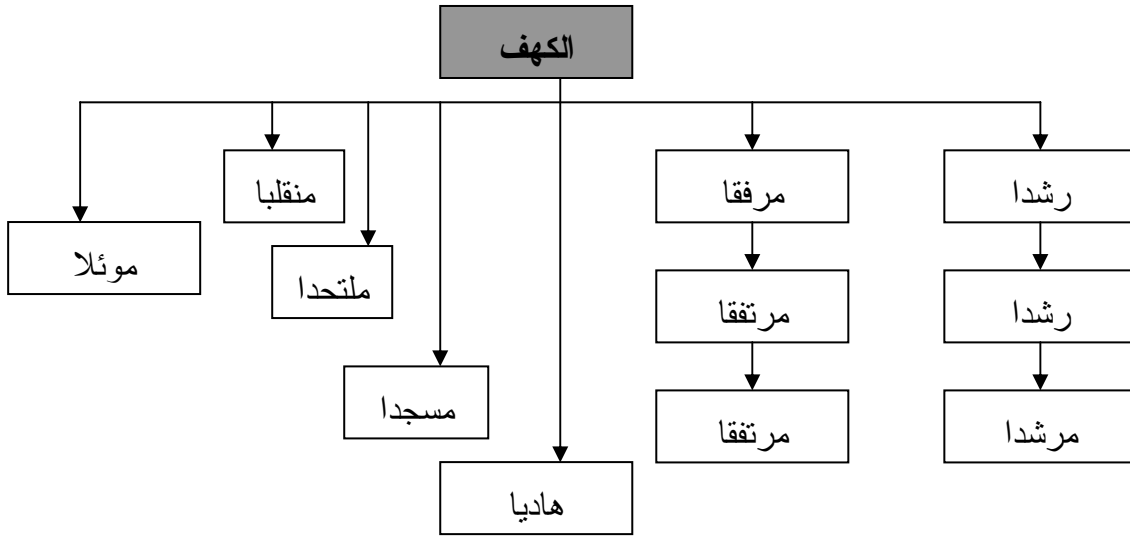 الكهف
رشدا
مرفقا
منقلبا
موئلا
ملتحدا
رشدا
مرتفقا
مسجدا
مرشدا
مرتفقا
هاديا